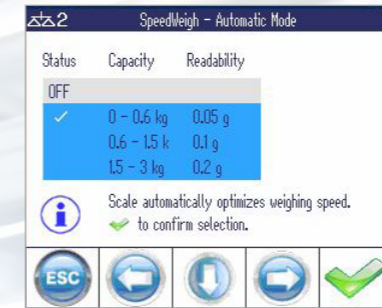 2 SpeedWeigh - Automatic Mode
Status Capacity Readability
OFF
0 - 0.6 kg 0.05 g
0.6 - 1.5 k 0.1 g
1.5 - 3 kg 0.2 g
Scale automatically optimizes weighing speed.
to confirm selection.
ESC